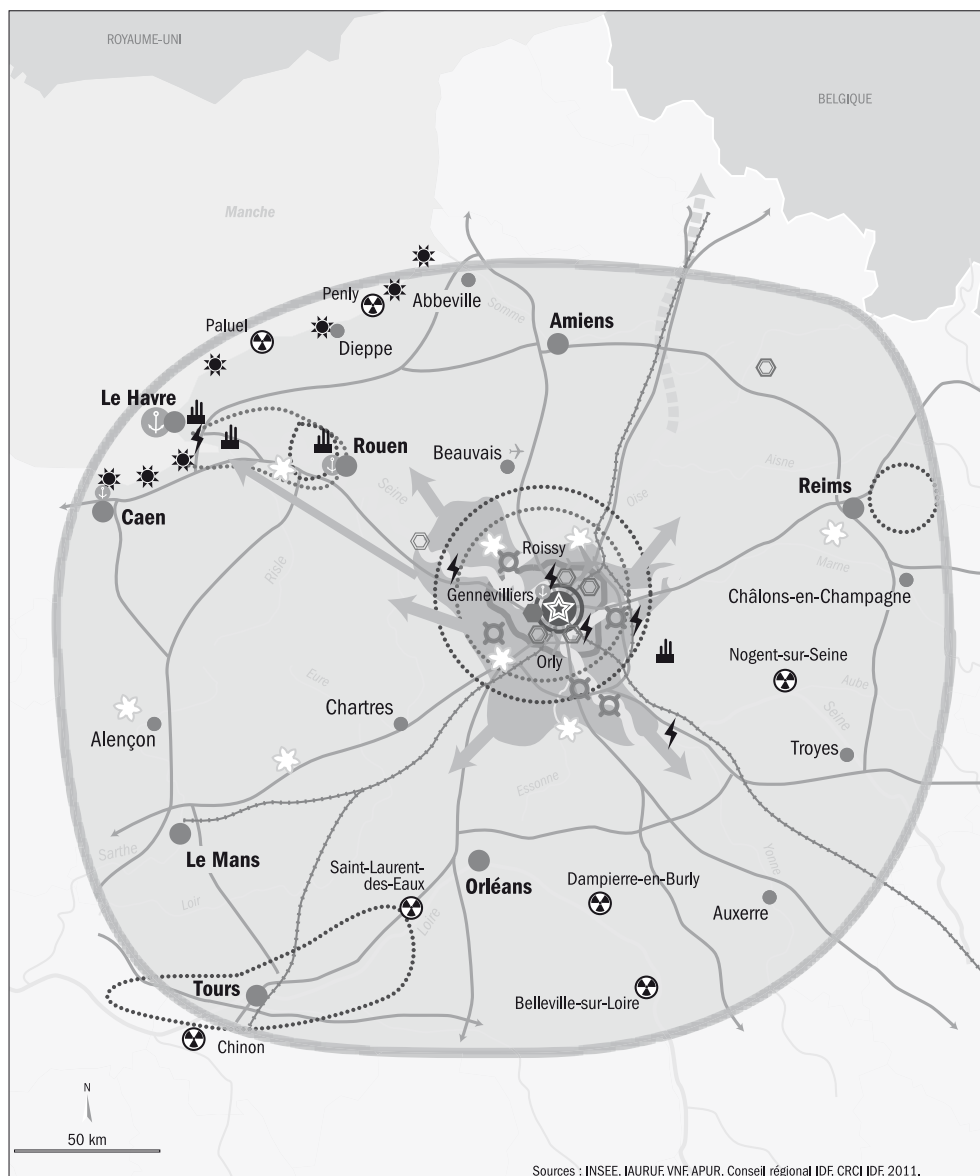 ROYAUME-UNI
BELGIQUE
Manche
Penly
Abbeville
Somme
Paluel
Dieppe
Amiens
Le Havre
Rouen
Beauvais
Oise
Aisne
Reims
Seine
Caen
Roissy
Marne
Risle
Gennevilliers
Châlons-en-Champagne
Orly
Nogent-sur-Seine
Eure
Aube
Seine
Chartres
Alençon
Troyes
Essonne
Le Mans
Sarthe
Yonne
Saint-Laurent-
des-Eaux
Orléans
Dampierre-en-Burly
Auxerre
Loir
Loire
Tours
Belleville-sur-Loire
Chinon
N
50 km
Sources : INSEE, IAURUF, VNF, APUR, Conseil régional IDF, CRCI IDF, 2011.